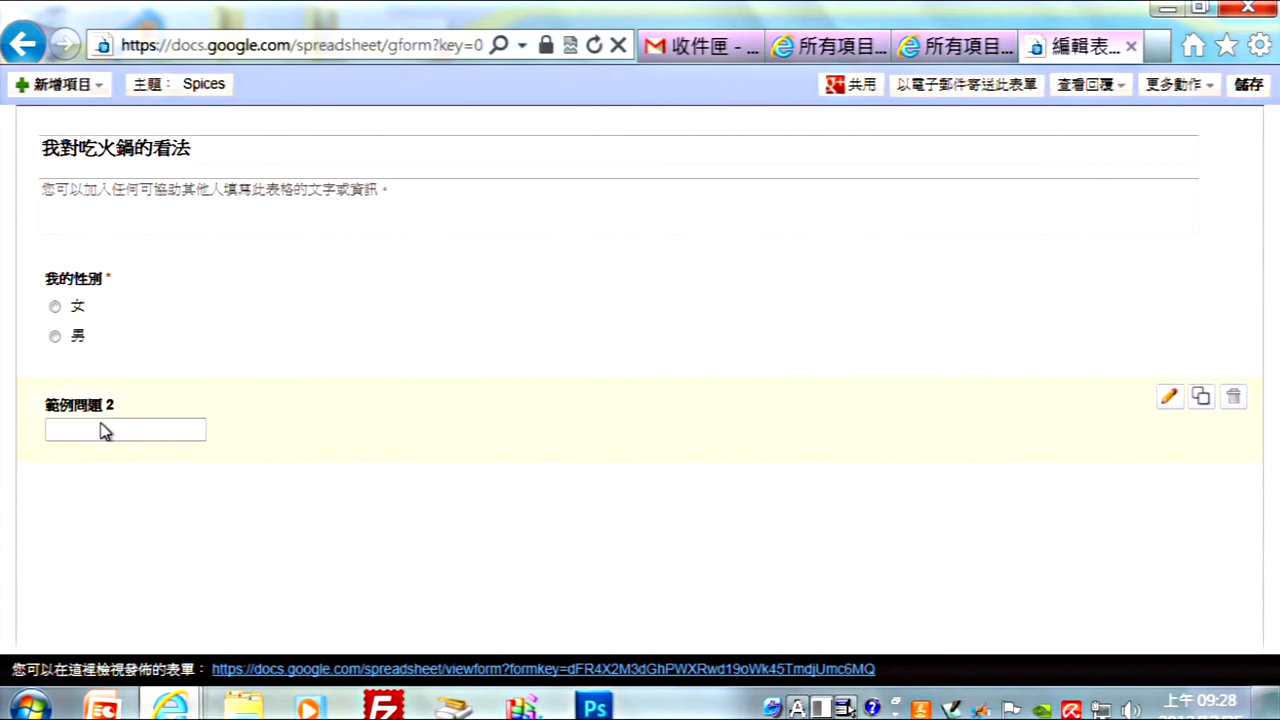 https://docs.google.com/spreadsheet/gform?key=0
收件匣 - ...
所有項目...
所有項目...
編輯表...
新增項目
主題： Spices
共用
以電子郵件寄送此表單
查看回覆
更多動作
儲存
我對吃火鍋的看法
您可以加入任何可協助其他人填寫此表格的文字或資訊。
我的性別 *
女
男
範例問題 2
您可以在這裡檢視發佈的表單： https://docs.google.com/spreadsheet/viewform?formkey=dFR4X2M3dGhPWXRwd19oWk45TmdjUmc6MQ
Ps
A
上午 09:28